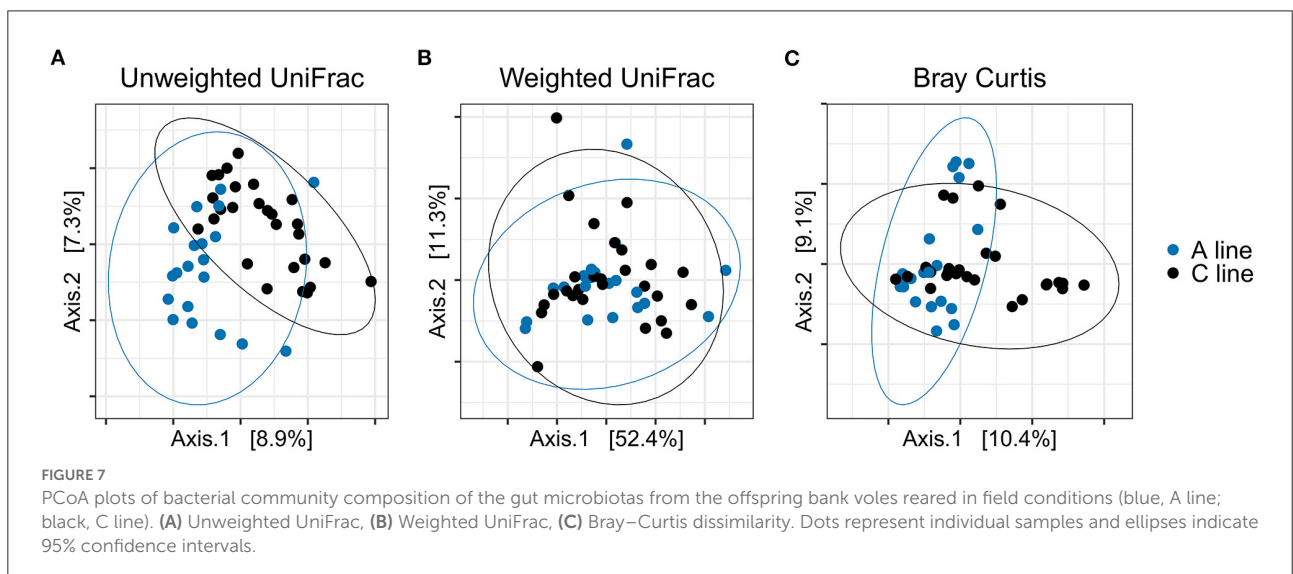 A
Unweighted UniFrac
Axis.2 [7.3%]
Axis.1 [8.9%]
B
Weighted UniFrac
Axis.2 [11.3%]
Axis.1 [52.4%]
C
Bray Curtis
Axis.2 [9.1%]
Axis.1 [10.4%]
A line
C line
FIGURE 7
PCoA plots of bacterial community composition of the gut microbiotas from the offspring bank voles reared in field conditions (blue, A line;
black, C line). (A) Unweighted UniFrac, (B) Weighted UniFrac, (C) Bray–Curtis dissimilarity. Dots represent individual samples and ellipses indicate
95% confidence intervals.